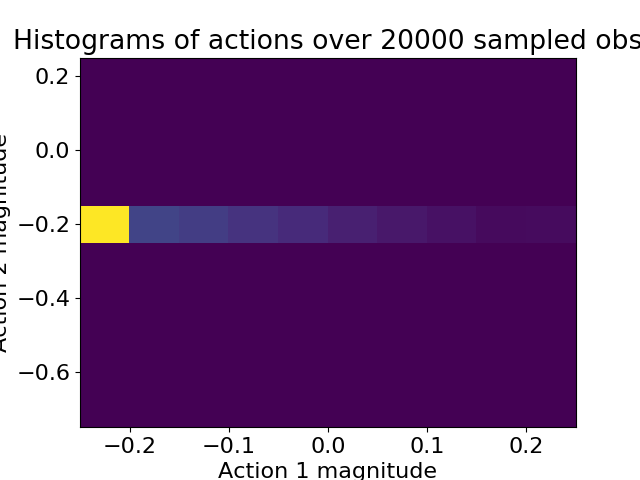 Histograms of actions over 20000 sampled obs
0.2
0.0
−0.2
−0.4
−0.6
Action 2 magnitude
−0.2 −0.1 0.0 0.1 0.2
Action 1 magnitude